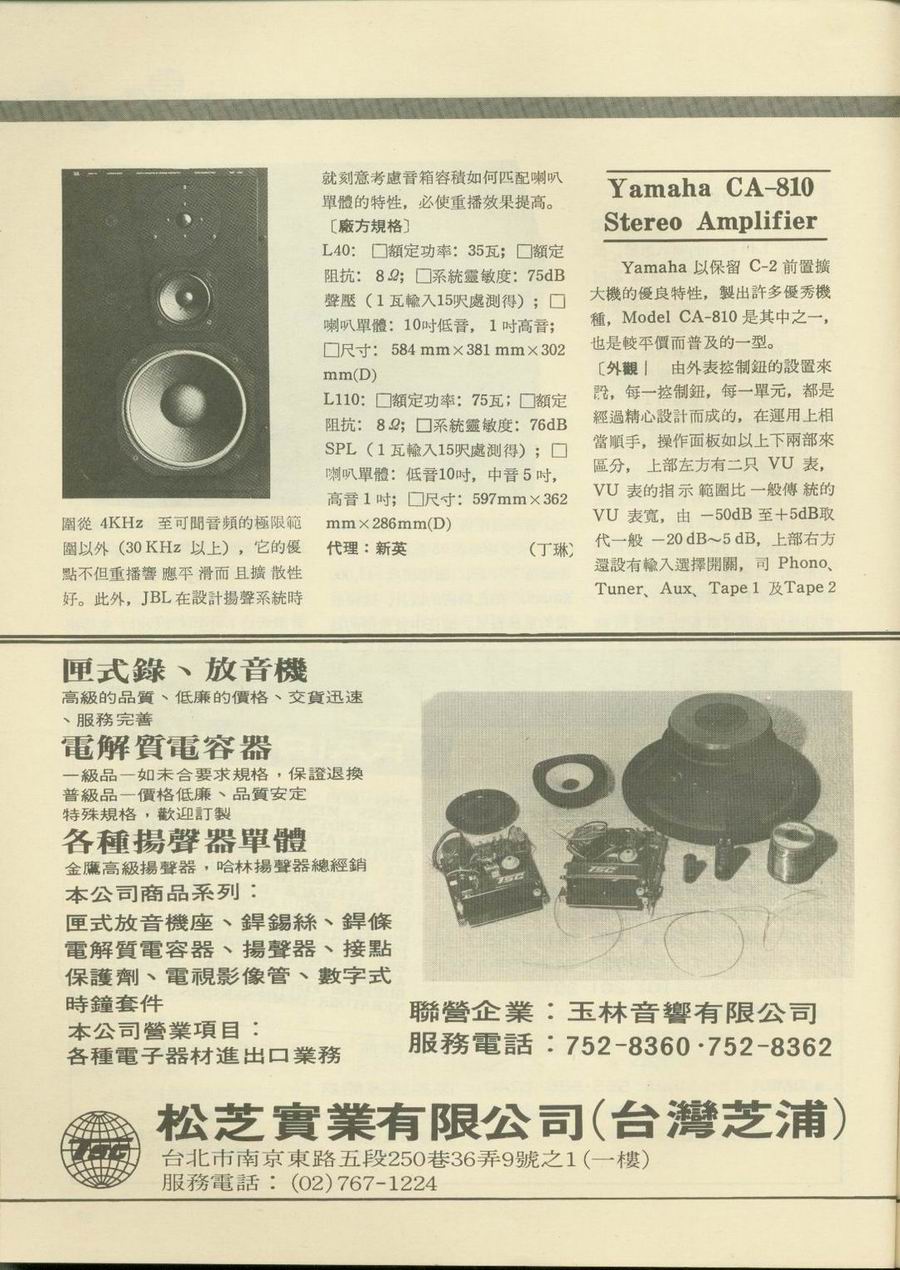 圍從 4KHz 至可聞音頻的極限範
圍以外（30 KHz 以上），它的優
點不但重播響應平滑而且擴散性
好。此外，JBL 在設計揚聲系統時
就刻意考慮音箱容積如何匹配喇叭
單體的特性，必使重播效果提高。
〔廠方規格〕
L40：□額定功率：35瓦；□額定
阻抗：8Ω；□系統靈敏度：75dB
聲壓（1瓦輸入15呎處測得）；□
喇叭單體：10吋低音，1吋高音；
□尺寸：584 mm×381 mm×302
mm(D)
L110：□額定功率：75瓦；□額定
阻抗：8Ω；□系統靈敏度：76dB
SPL（1瓦輸入15呎處測得）；□
喇叭單體：低音10吋，中音5吋，
高音1吋；□尺寸：597mm×362
mm×286mm(D)
代理：新英 （丁琳）
Yamaha CA-810
Stereo Amplifier
Yamaha 以保留 C-2 前置擴
大機的優良特性，製出許多優秀機
種，Model CA-810 是其中之一，
也是較平價而普及的一型。
〔外觀〕 由外表控制鈕的設置來
，每一控制鈕，每一單元，都是
經過精心設計而成的，在運用上相
當順手，操作面板如以上下兩部來
區分，上部左方有二只 VU 表，
VU 表的指示範圍比一般傳統的
VU 表寬，由 －50dB 至＋5dB取
代一般 －20 dB～5 dB，上部右方
還設有輸入選擇開關，司 Phono、
Tuner、Aux、Tape 1 及Tape 2
匣式錄、放音機
高級的品質、低廉的價格、交貨迅速
、服務完善
電解質電容器
一級品—如未合要求規格，保證退換
普級品—價格低廉、品質安定
特殊規格，歡迎訂製
各種揚聲器單體
金鷹高級揚聲器，哈林揚聲器總經銷
本公司商品系列：
匣式放音機座、銲錫絲、銲條
電解質電容器、揚聲器、接點
保護劑、電視影像管、數字式
時鐘套件
本公司營業項目：
各種電子器材進出口業務
TSC
聯營企業：玉林音響有限公司
服務電話：752-8360·752-8362
TSC
松芝實業有限公司（台灣芝浦）
台北市南京東路五段250巷36弄9號之1（一樓）
服務電話：(02)767-1224